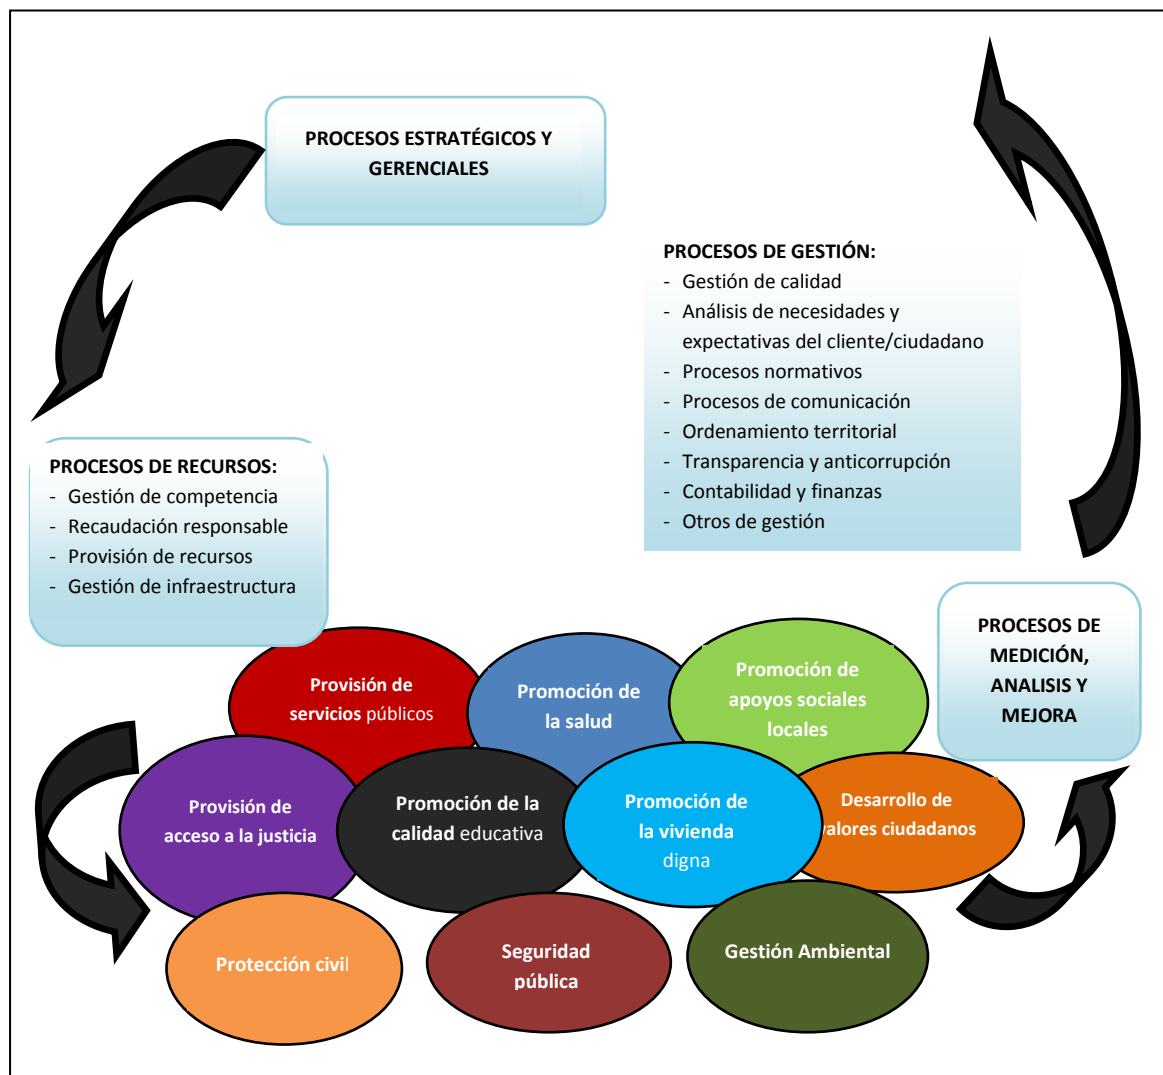 PROCESOS ESTRATÉGICOS Y
GERENCIALES
PROCESOS DE GESTIÓN:
- Gestión de calidad
- Análisis de necesidades y
expectativas del cliente/ciudadano
- Procesos normativos
- Procesos de comunicación
- Ordenamiento territorial
- Transparencia y anticorrupción
- Contabilidad y finanzas
- Otros de gestión
PROCESOS DE RECURSOS:
- Gestión de competencia
- Recaudación responsable
- Provisión de recursos
- Gestión de infraestructura
PROCESOS DE
MEDICIÓN,
ANALISIS Y
MEJORA
Provisión de
servicios públicos
Promoción de
la salud
Promoción de
apoyos sociales
locales
Provisión de
acceso a la justicia
Promoción de la
calidad educativa
Promoción de
la vivienda
digna
Desarrollo de
valores ciudadanos
Protección civil
Seguridad
pública
Gestión Ambiental